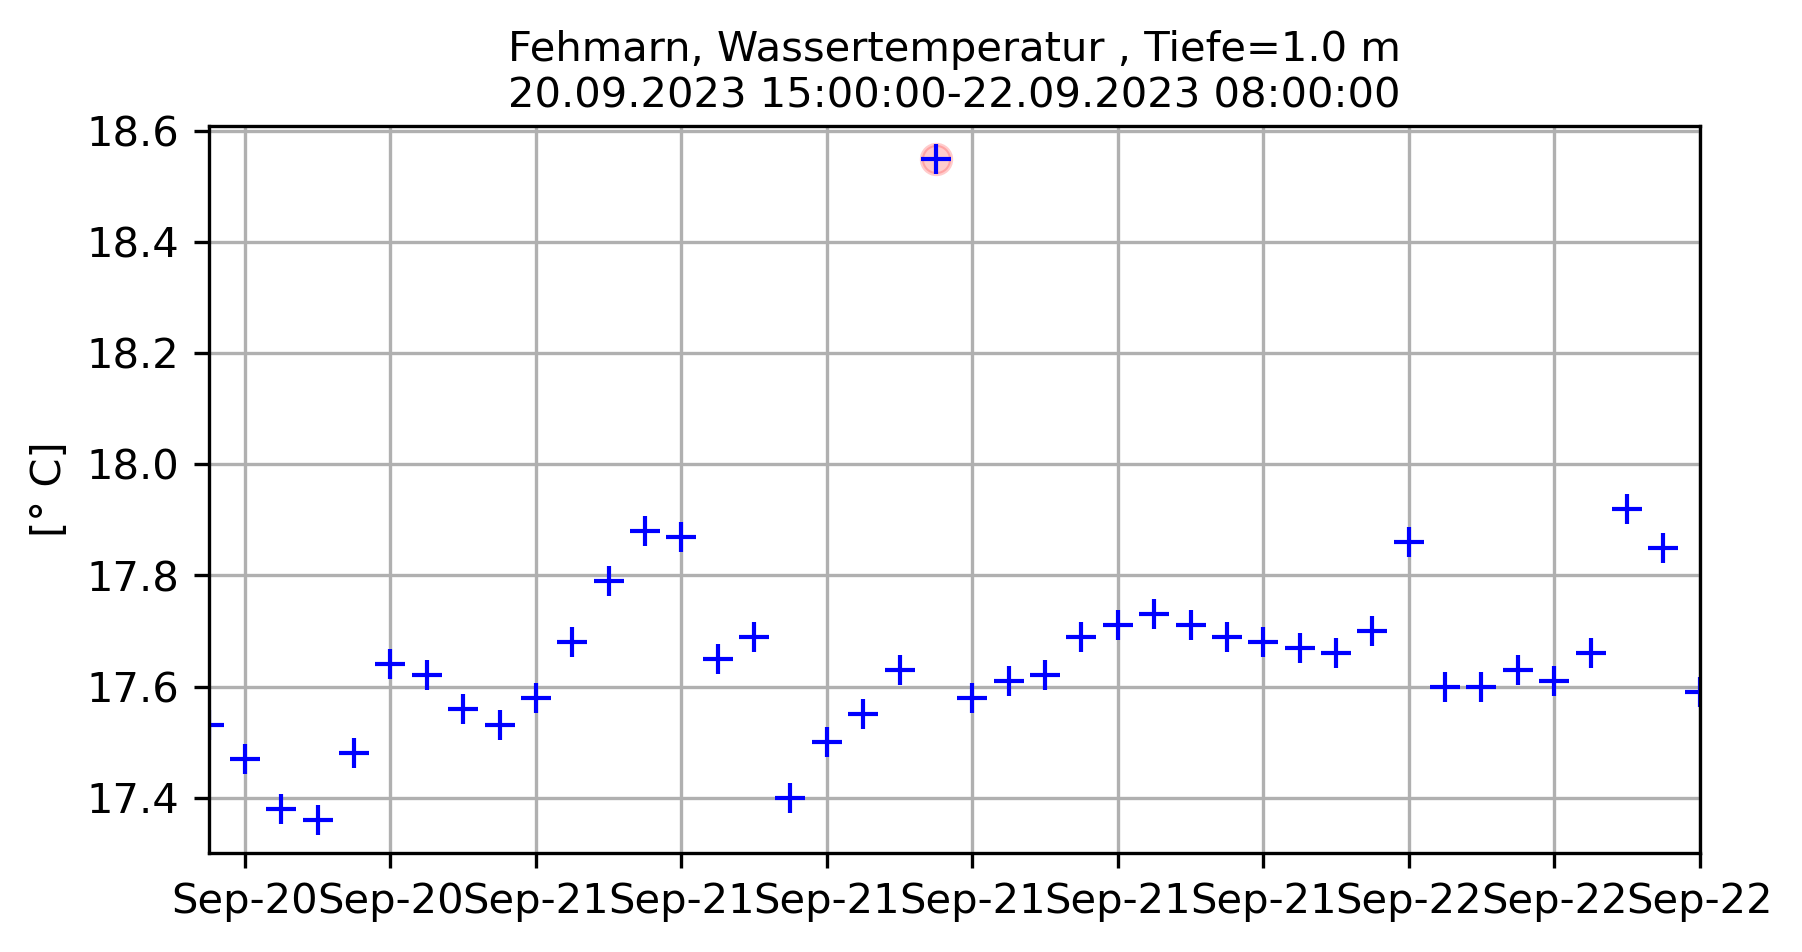 Fehmarn, Wassertemperatur , Tiefe=1.0 m
20.09.2023 15:00:00-22.09.2023 08:00:00
18.6
18.4
18.2
18.0
17.8
17.6
17.4
[° C]
Sep-20 Sep-20 Sep-21 Sep-21 Sep-21 Sep-21 Sep-21 Sep-21 Sep-22 Sep-22 Sep-22